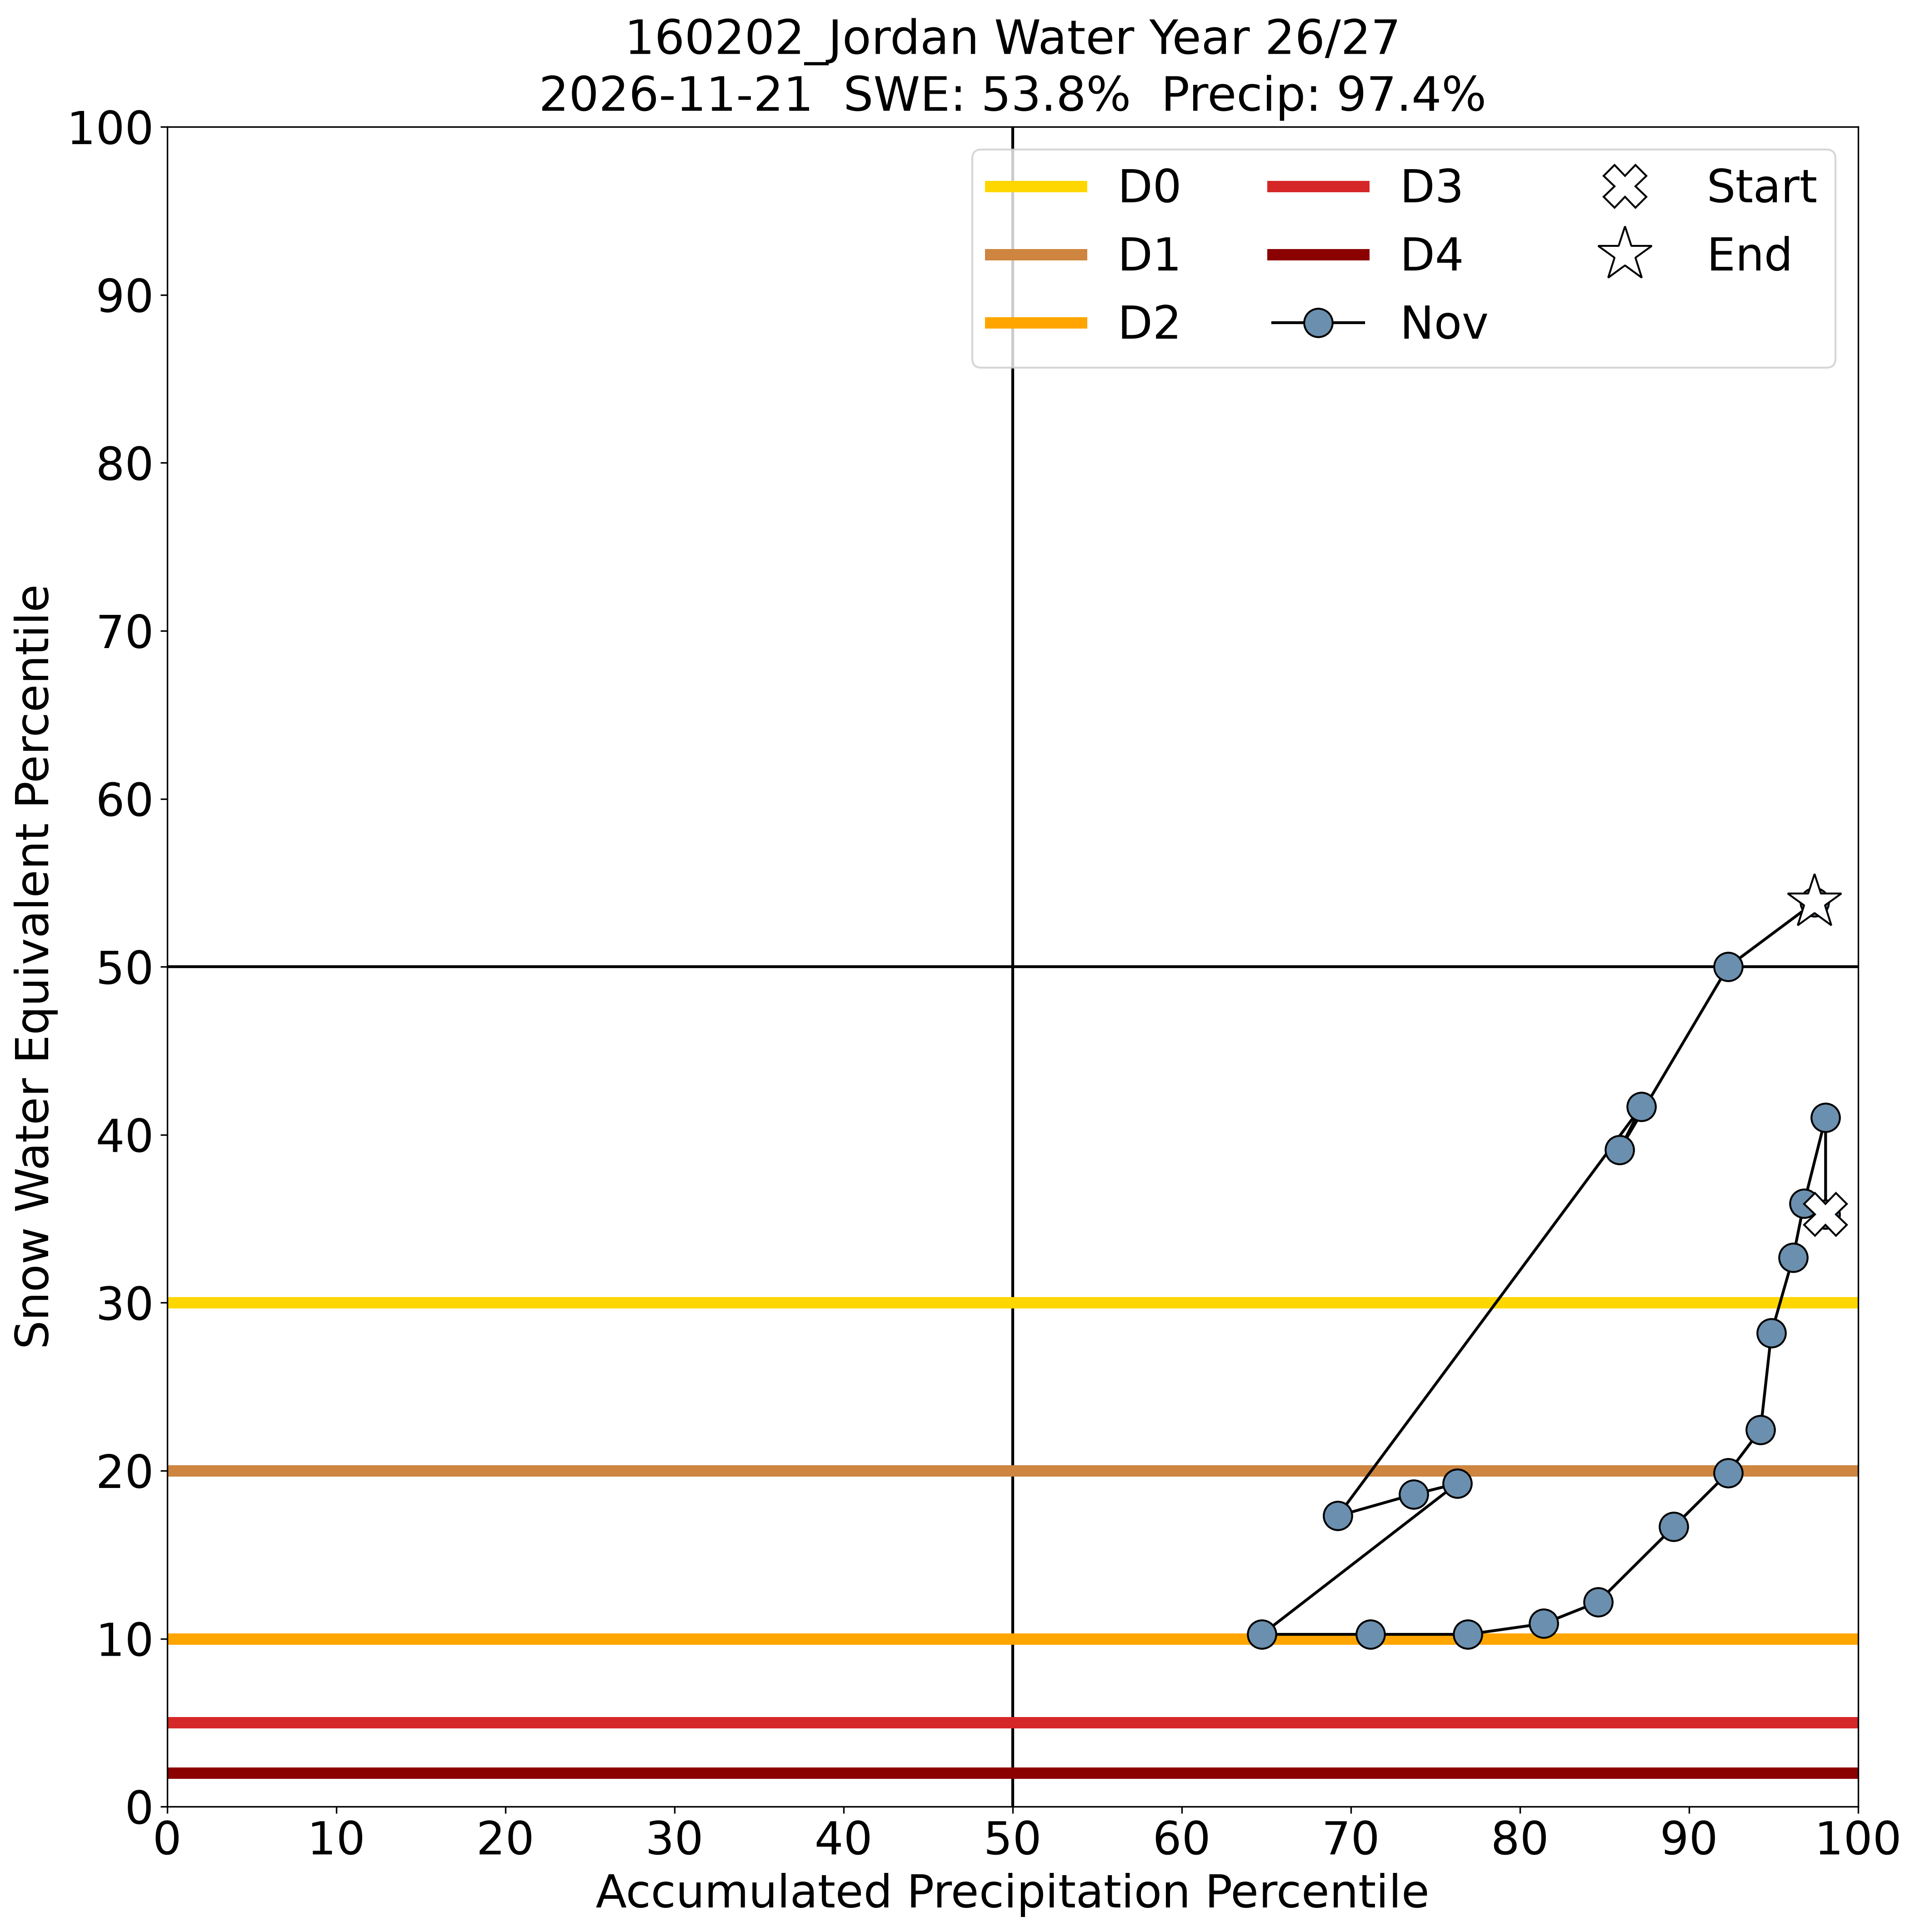 160202_Jordan Water Year 26/27
2026-11-21 SWE: 53.8% Precip: 97.4%
100
90
80
70
60
50
40
30
20
10
0
Snow Water Equivalent Percentile
D0
D1
D2
D3
D4
Nov
Start
End
0 10 20 30 40 50 60 70 80 90 100
Accumulated Precipitation Percentile